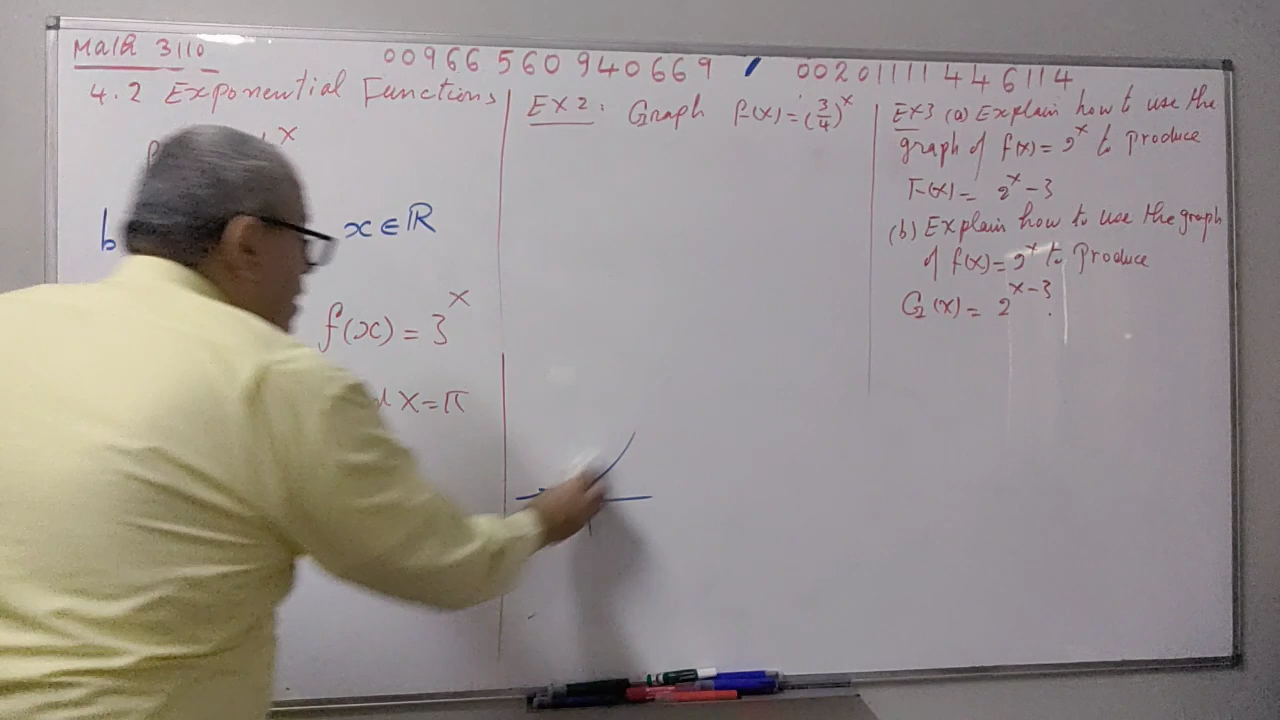 Math 3110
00966 560 940669 , 00201111 446114
4.2 Exponential Functions
x
b x ∈ ℝ
f(x) = 3^x
x = π
EX2: Graph f(x) = (3/4)^x
EX3 (a) Explain how to use the
graph of f(x) = 2^x to produce
F(x) = 2^x - 3
(b) Explain how to use the graph
of f(x) = 2^x to Produce
G(x) = 2^x-3.